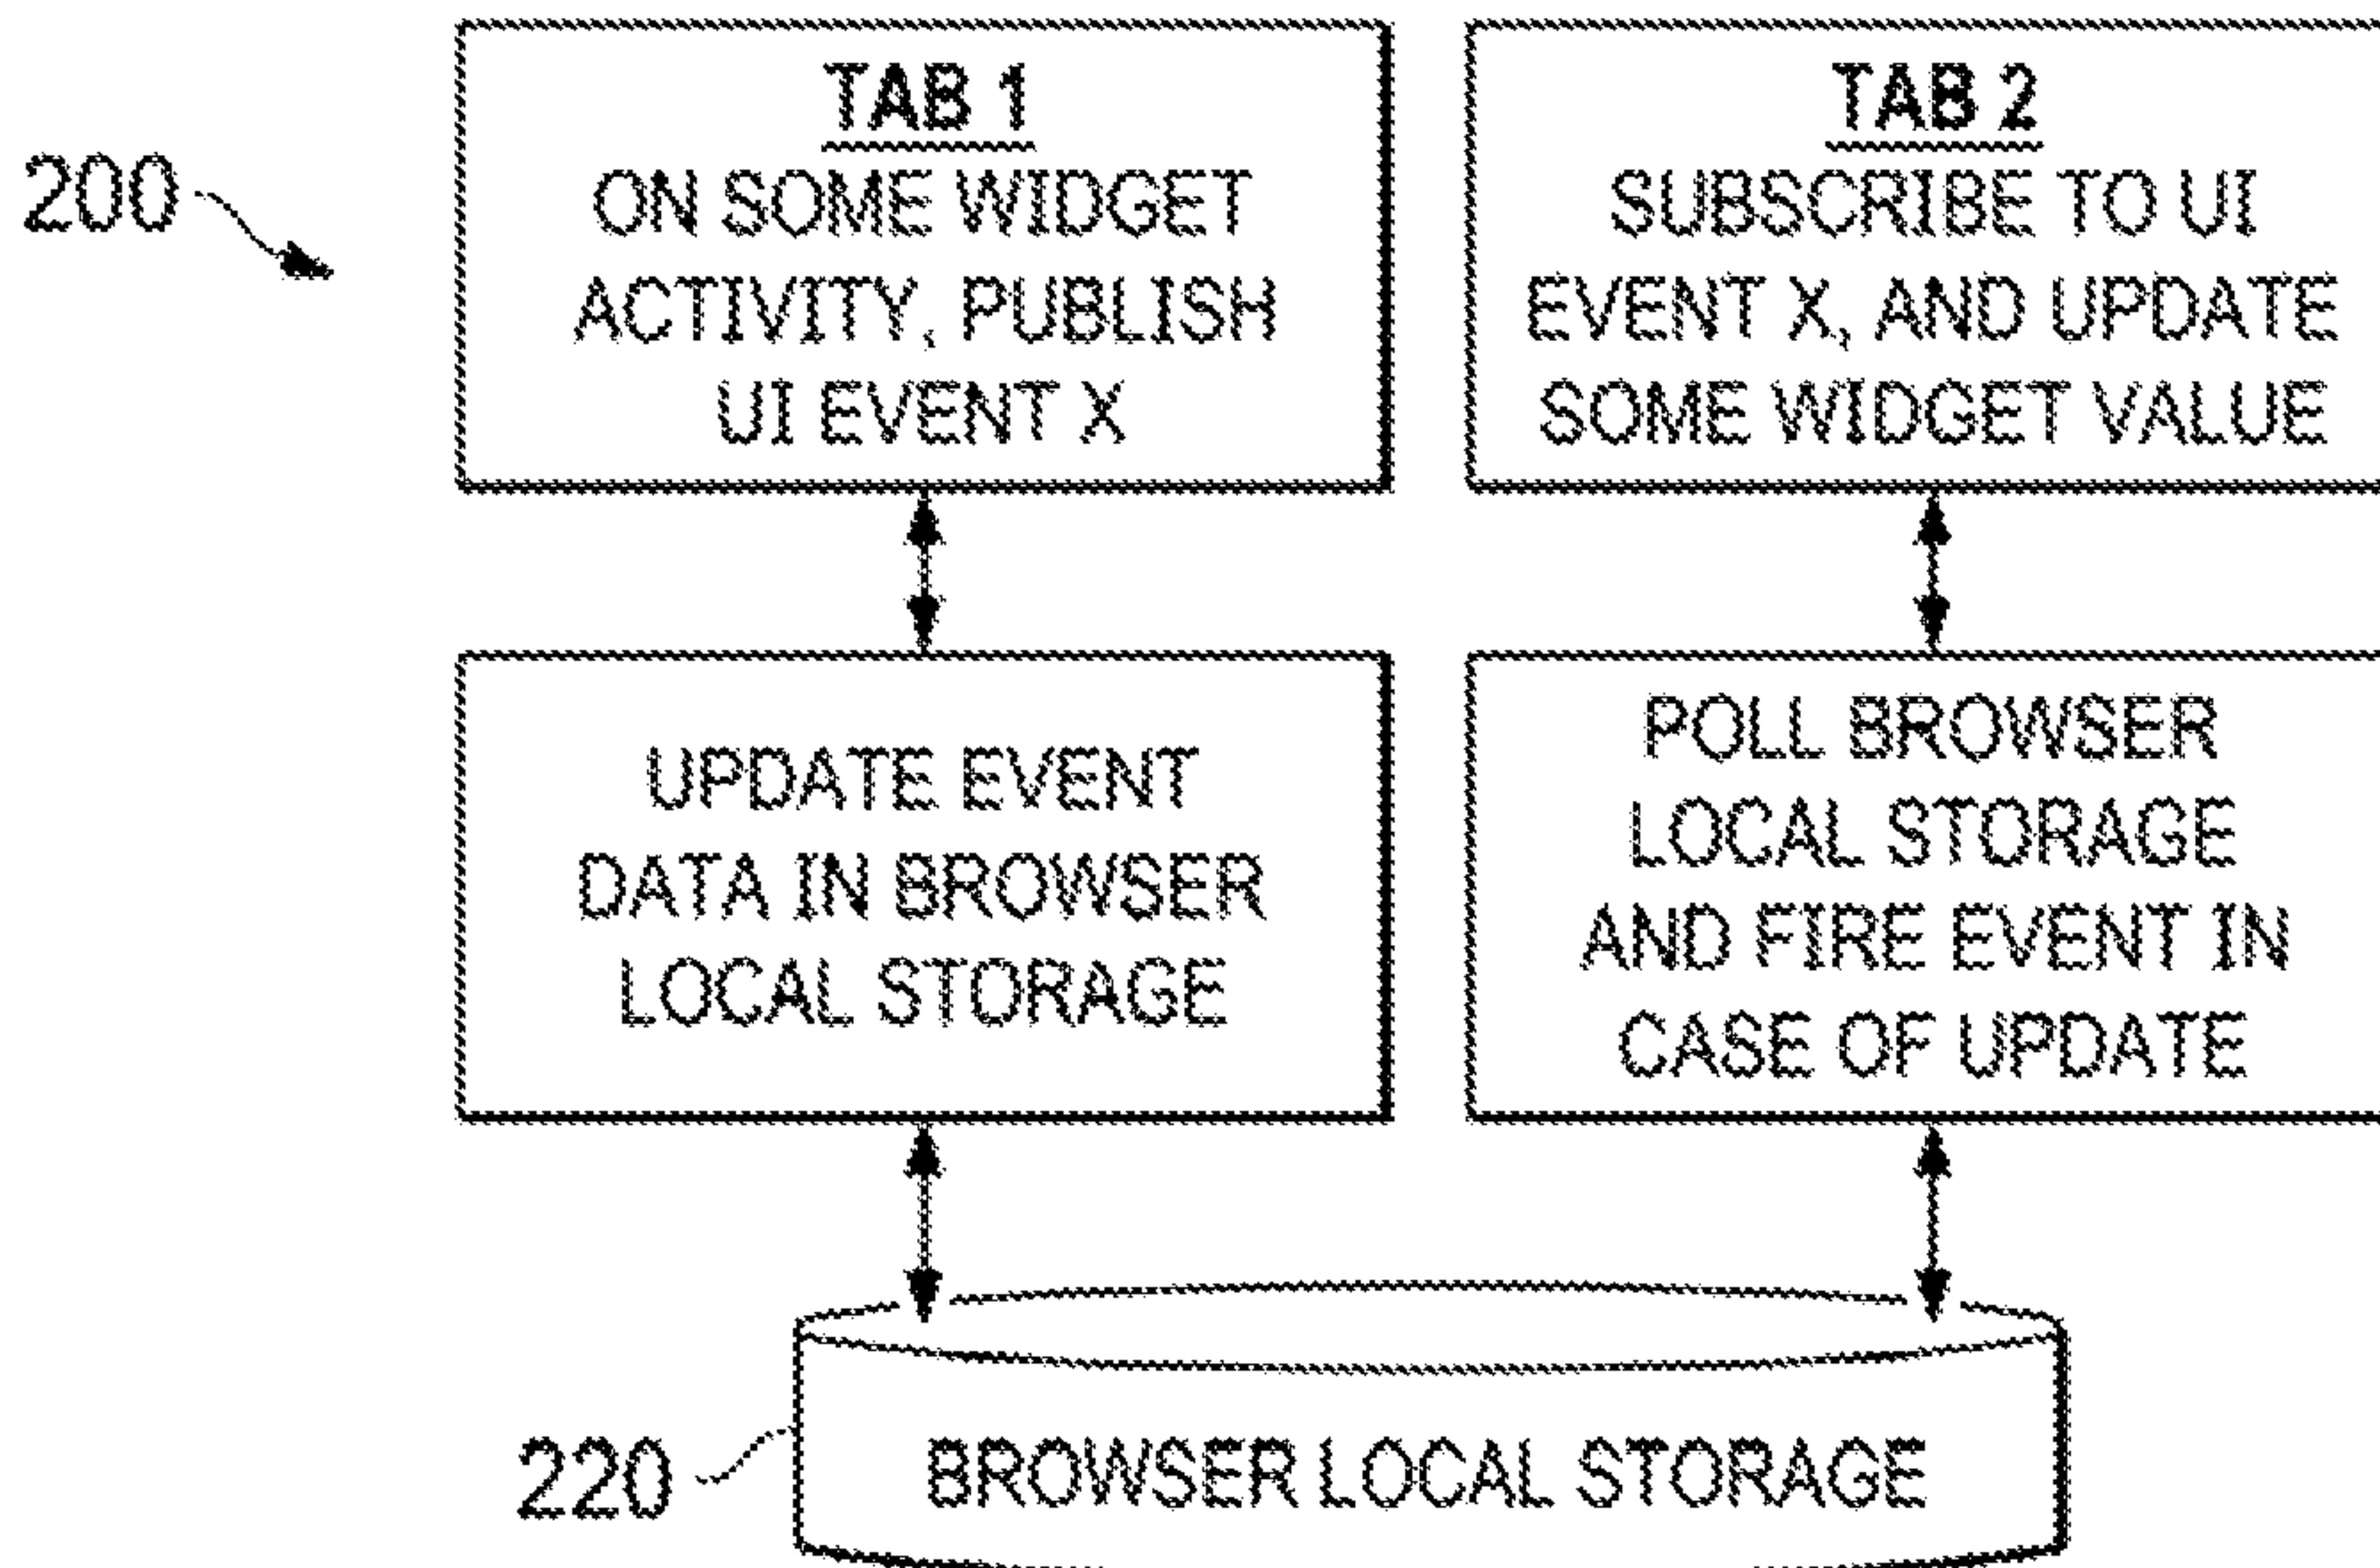 200
TAB 1
ON SOME WIDGET
ACTIVITY, PUBLISH
UI EVENT X
TAB 2
SUBSCRIBE TO UI
EVENT X, AND UPDATE
SOME WIDGET VALUE
UPDATE EVENT
DATA IN BROWSER
LOCAL STORAGE
POLL BROWSER
LOCAL STORAGE
AND FIRE EVENT IN
CASE OF UPDATE
220
BROWSER LOCAL STORAGE